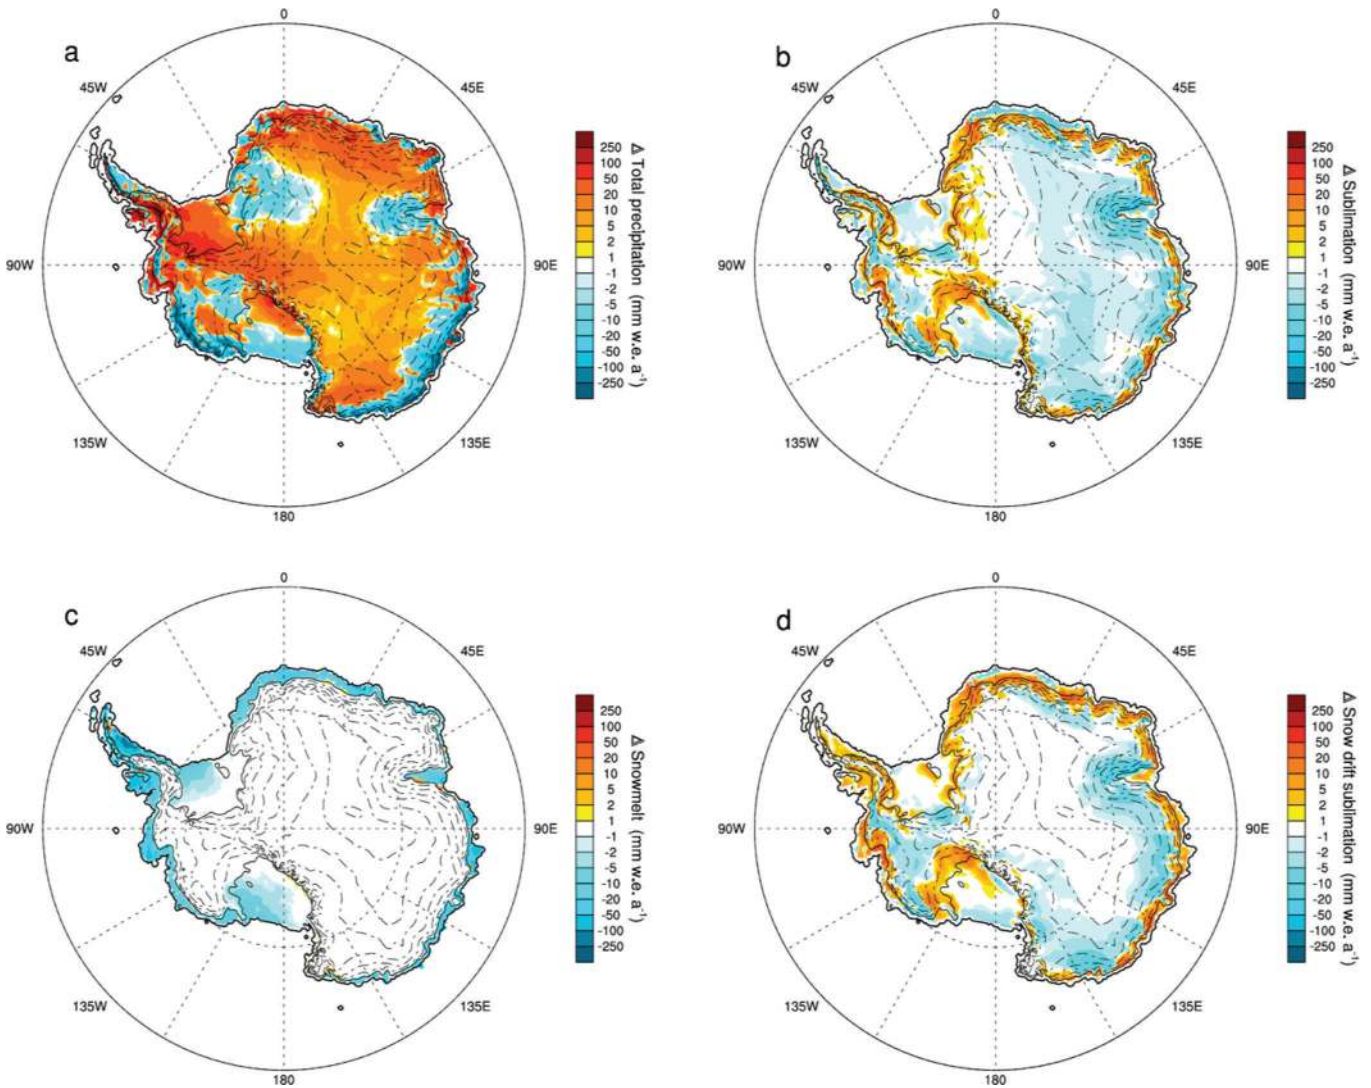 a
0
45W
45E
90W
90E
135W
135E
180
250
100
50
20
10
5
2
1
-1
-2
-5
-10
-20
-50
-100
-250
Δ Total precipitation (mm w.e. a⁻¹)
b
0
45W
45E
90W
90E
135W
135E
180
250
100
50
20
10
5
2
1
-1
-2
-5
-10
-20
-50
-100
-250
Δ Sublimation (mm w.e. a⁻¹)
c
0
45W
45E
90W
90E
135W
135E
180
250
100
50
20
10
5
2
1
-1
-2
-5
-10
-20
-50
-100
-250
Δ Snowmelt (mm w.e. a⁻¹)
d
0
45W
45E
90W
90E
135W
135E
180
250
100
50
20
10
5
2
1
-1
-2
-5
-10
-20
-50
-100
-250
Δ Snow drift sublimation (mm w.e. a⁻¹)